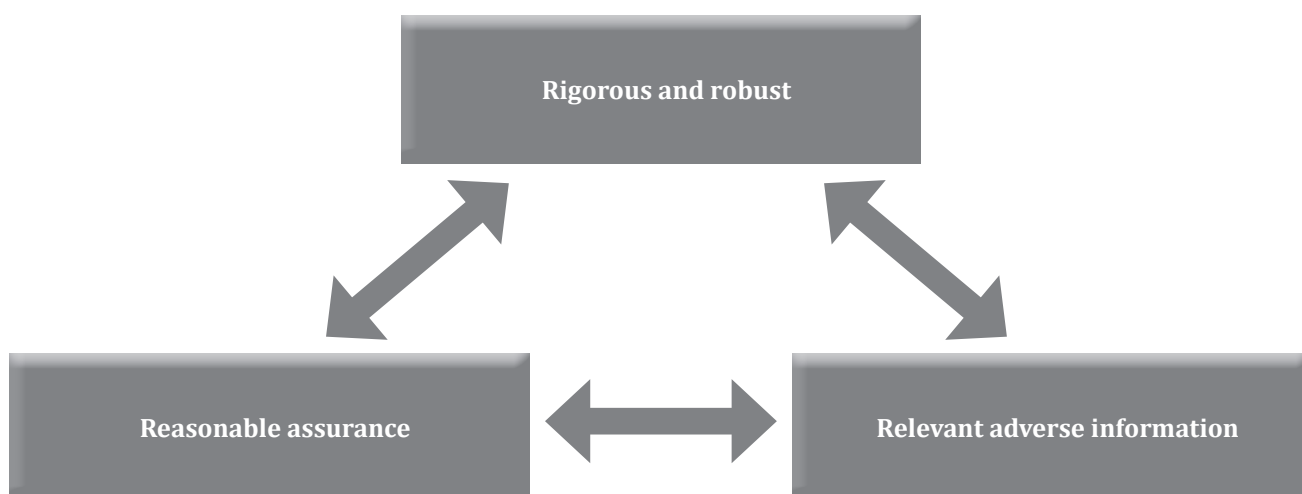 Rigorous and robust
Reasonable assurance
Relevant adverse information